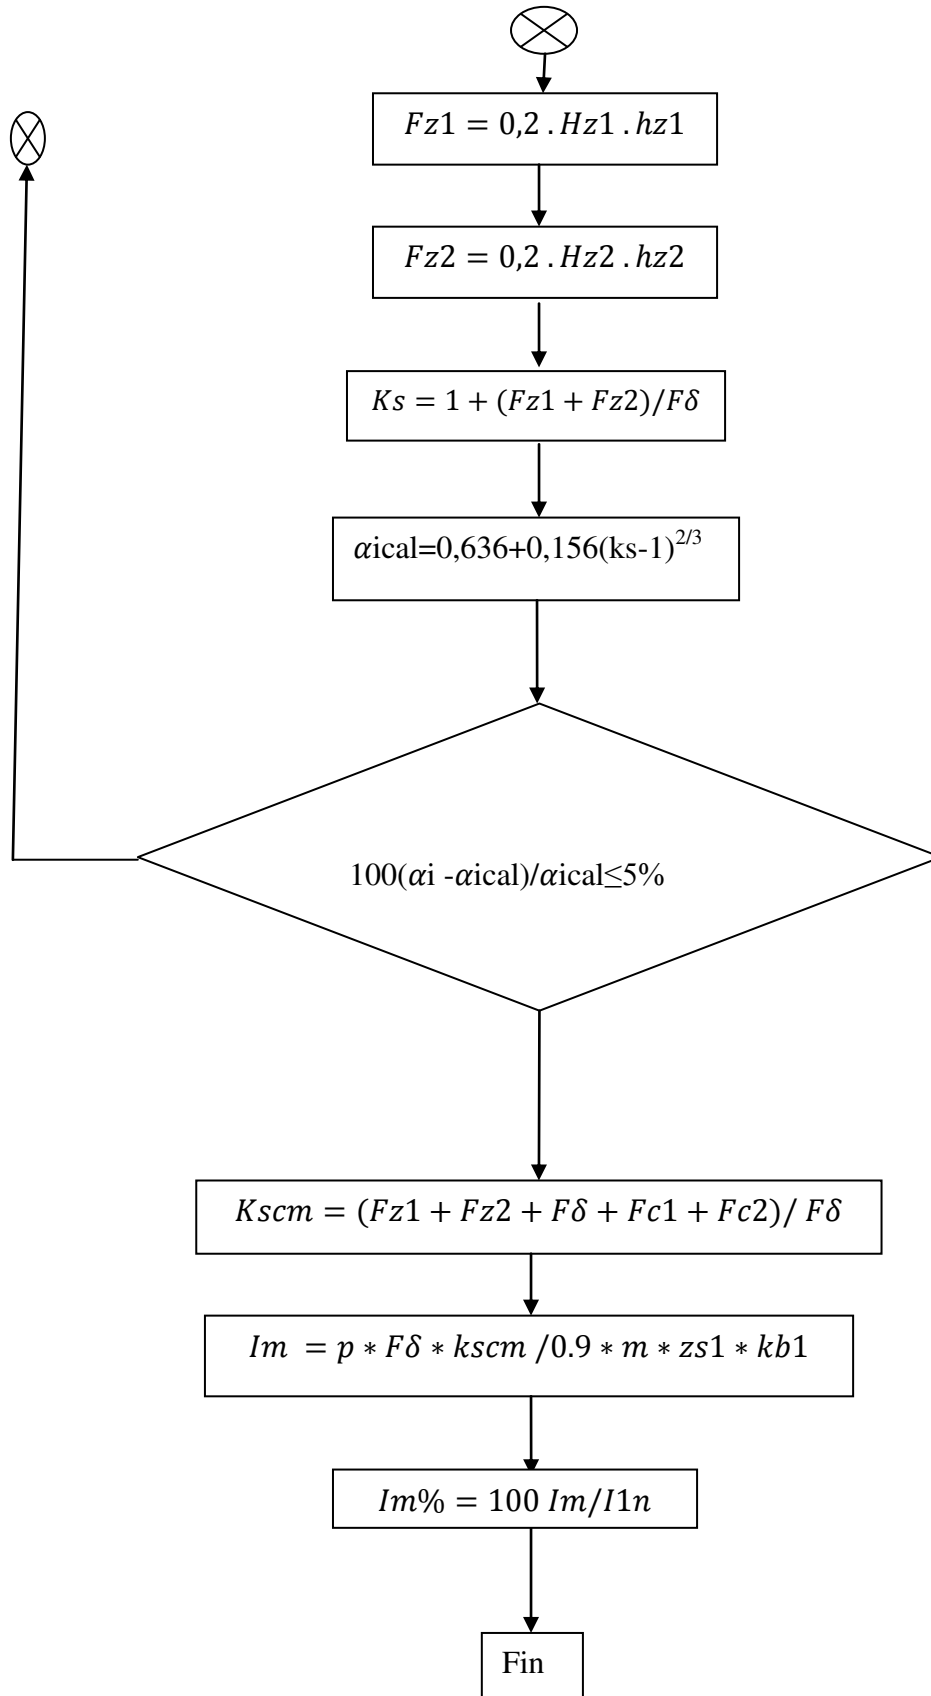 Fz1 = 0,2 . Hz1 . hz1
Fz2 = 0,2 . Hz2 . hz2
Ks = 1 + (Fz1 + Fz2)/Fδ
αical=0,636+0,156(ks-1)^2/3
100(αi -αical)/αical≤5%
Kscm = (Fz1 + Fz2 + Fδ + Fc1 + Fc2)/ Fδ
Im = p * Fδ * kscm /0.9 * m * zs1 * kb1
Im% = 100 Im/I1n
Fin